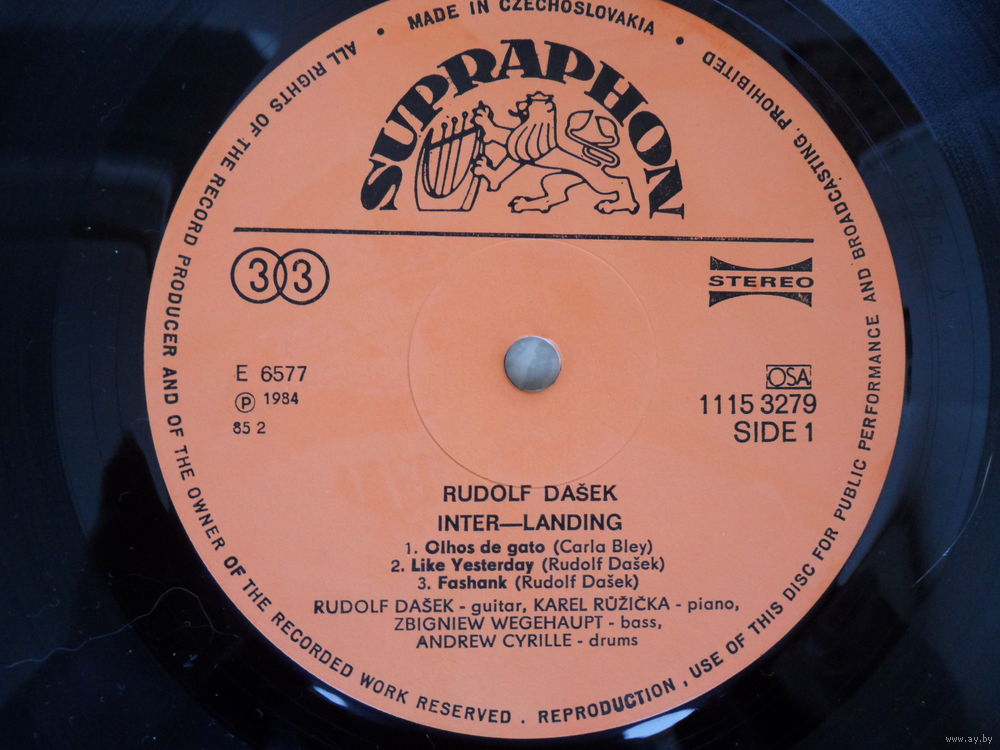 MADE IN CZECHOSLOVAKIA
ALL RIGHTS OF THE RECORD PRODUCER AND OF THE OWNER OF THE RECORDED WORK RESERVED . REPRODUCTION , USE OF THIS DISC FOR PUBLIC PERFORMANCE AND BROADCASTING, PROHIBITED
SUPRAPHON
33
STEREO
E 6577
Ⓟ 1984
85 2
OSA
1115 3279
SIDE 1
RUDOLF DAŠEK
INTER—LANDING
1. Olhos de gato (Carla Bley)
2. Like Yesterday (Rudolf Dašek)
3. Fashank (Rudolf Dašek)
RUDOLF DAŠEK - guitar, KAREL RŮŽIČKA - piano,
ZBIGNIEW WEGEHAUPT - bass,
ANDREW CYRILLE - drums
www.ay.by